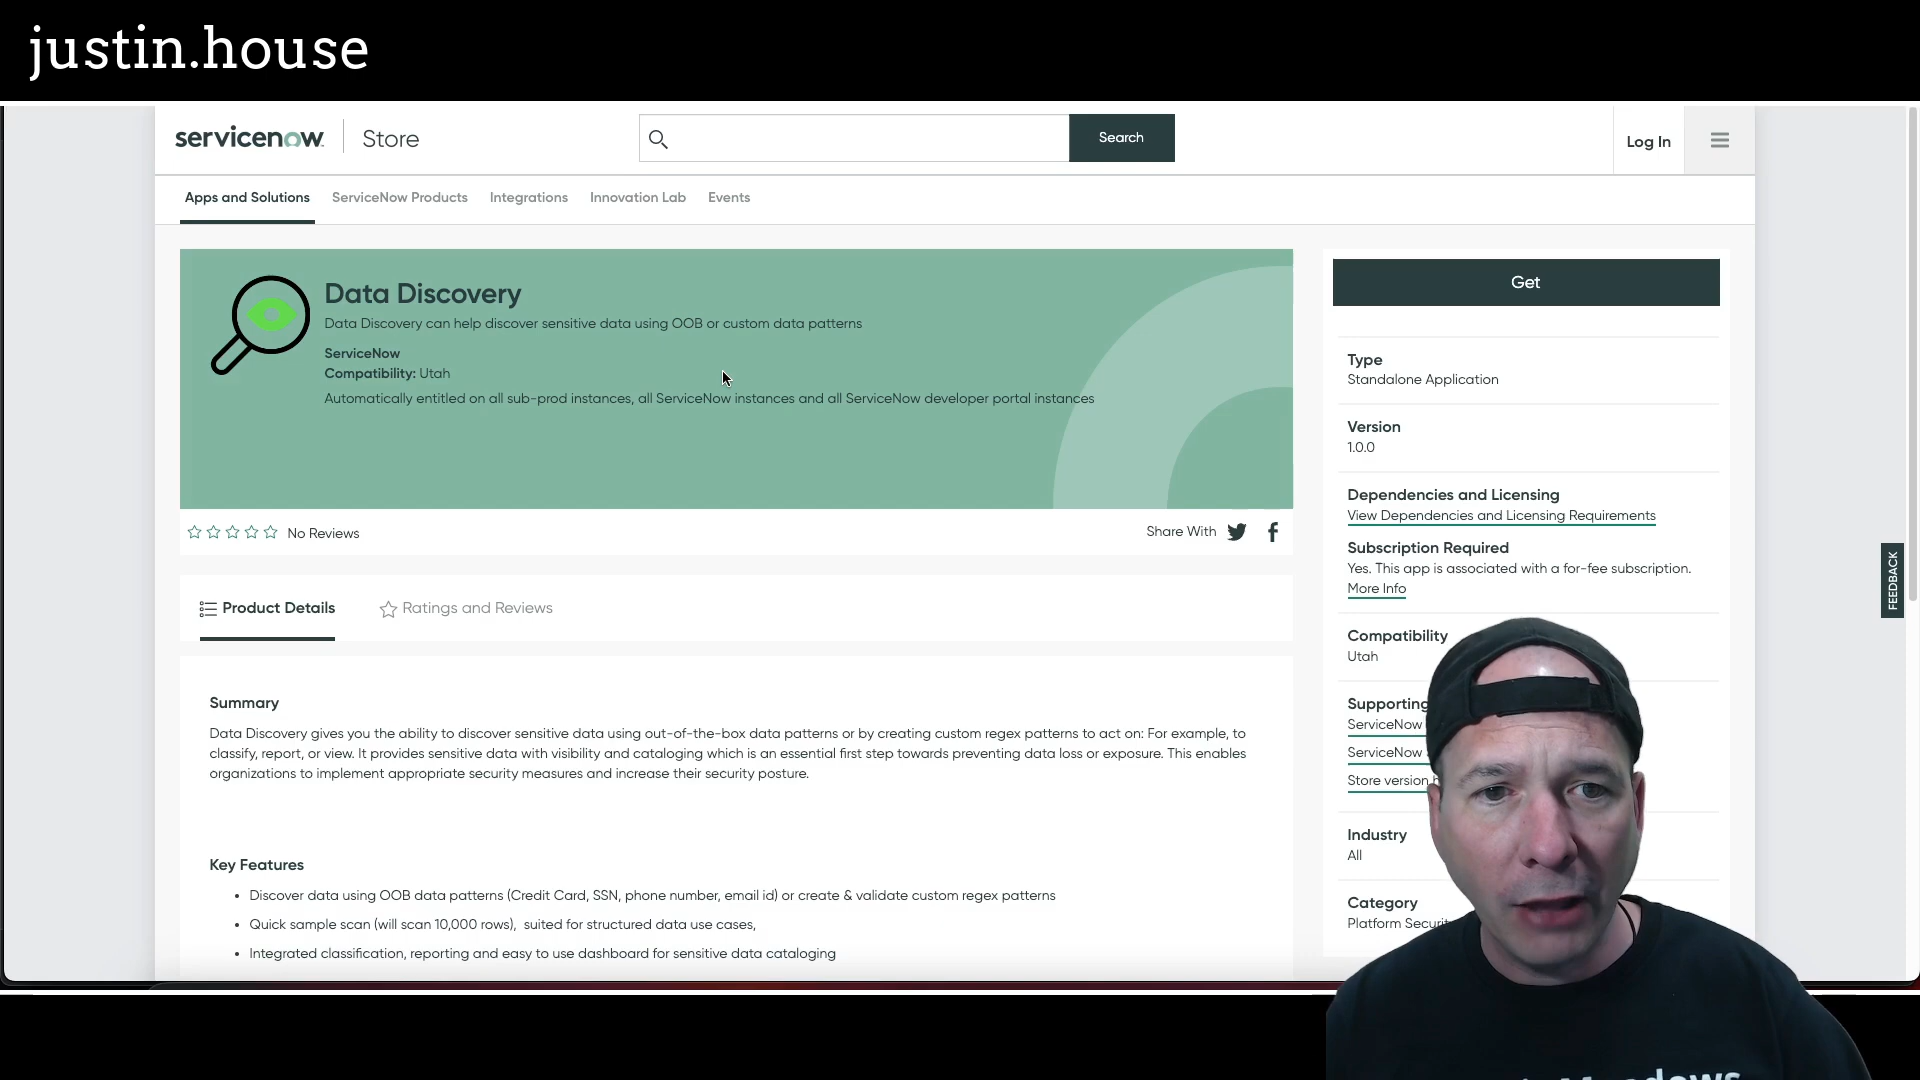 justin.house
servicenow
Store
Search
Log In
Apps and Solutions
ServiceNow Products
Integrations
Innovation Lab
Events
Data Discovery
Data Discovery can help discover sensitive data using OOB or custom data patterns
ServiceNow
Compatibility: Utah
Automatically entitled on all sub-prod instances, all ServiceNow instances and all ServiceNow developer portal instances
No Reviews
Share With
Product Details
Ratings and Reviews
Summary
Data Discovery gives you the ability to discover sensitive data using out-of-the-box data patterns or by creating custom regex patterns to act on: For example, to
classify, report, or view. It provides sensitive data with visibility and cataloging which is an essential first step towards preventing data loss or exposure. This enables
organizations to implement appropriate security measures and increase their security posture.
Key Features
• Discover data using OOB data patterns (Credit Card, SSN, phone number, email id) or create & validate custom regex patterns
• Quick sample scan (will scan 10,000 rows), suited for structured data use cases,
• Integrated classification, reporting and easy to use dashboard for sensitive data cataloging
Get
Type
Standalone Application
Version
1.0.0
Dependencies and Licensing
View Dependencies and Licensing Requirements
Subscription Required
Yes. This app is associated with a for-fee subscription.
More Info
Compatibility
Utah
Supporting
ServiceNow
ServiceNow
Store version
Industry
All
Category
Platform
FEEDBACK